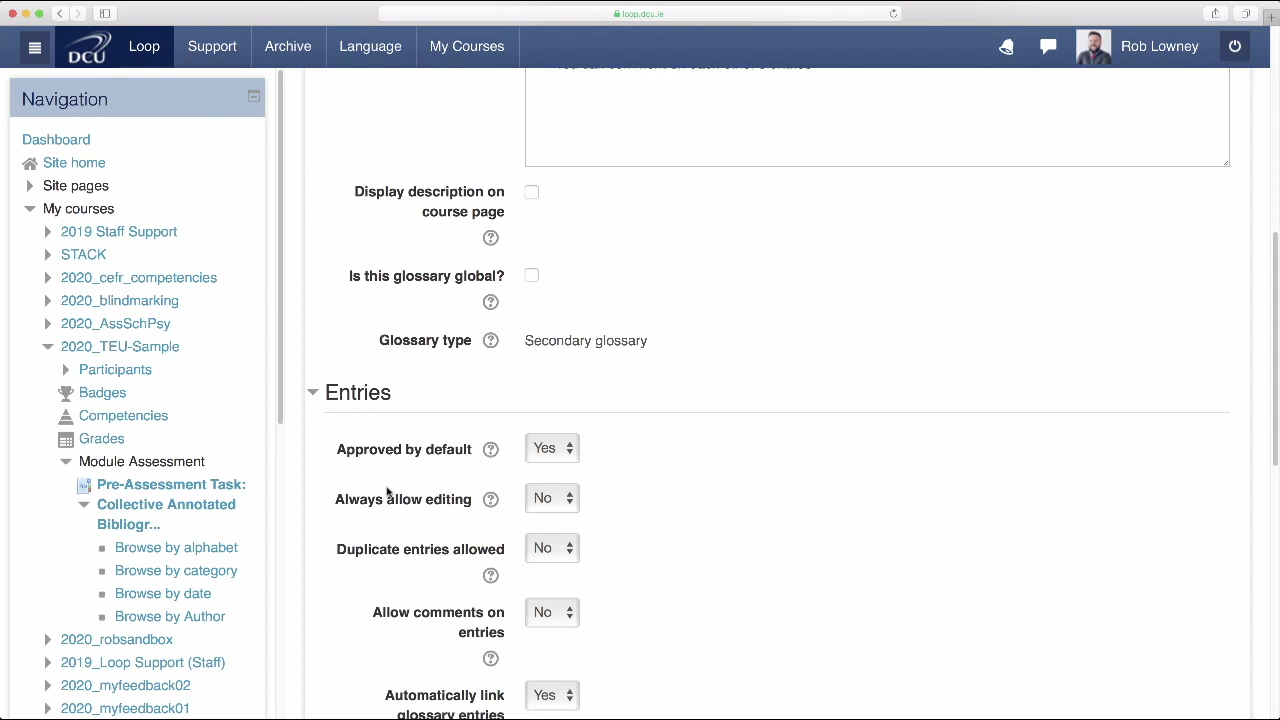 loop.dcu.ie
DCU
Loop
Support
Archive
Language
My Courses
Rob Lowney
Navigation
Dashboard
Site home
Site pages
My courses
2019 Staff Support
STACK
2020_cefr_competencies
2020_blindmarking
2020_AssSchPsy
2020_TEU-Sample
Participants
Badges
Competencies
Grades
Module Assessment
Pre-Assessment Task:
Collective Annotated
Bibliogr...
Browse by alphabet
Browse by category
Browse by date
Browse by Author
2020_robsandbox
2019_Loop Support (Staff)
2020_myfeedback02
2020_myfeedback01
Display description on
course page
Is this glossary global?
Glossary type
Secondary glossary
Entries
Approved by default
Yes
Always allow editing
No
Duplicate entries allowed
No
Allow comments on
entries
No
Automatically link
glossary entries
Yes